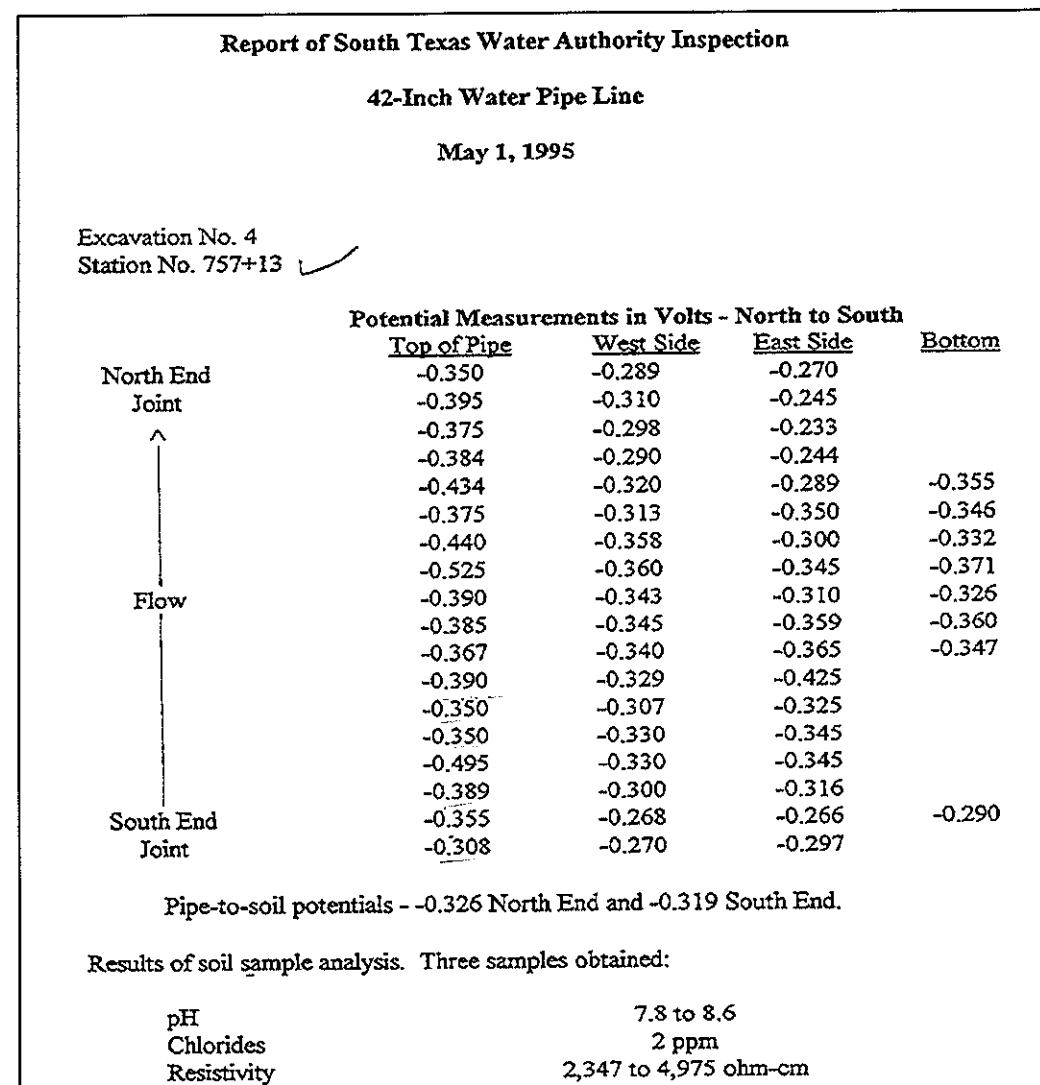 Report of South Texas Water Authority Inspection
42-Inch Water Pipe Line
May 1, 1995
Excavation No. 4
Station No. 757+13
Potential Measurements in Volts - North to South
Top of Pipe West Side East Side Bottom
North End -0.350 -0.289 -0.270
Joint -0.395 -0.310 -0.245
-0.375 -0.298 -0.233
-0.384 -0.290 -0.244
-0.434 -0.320 -0.289 -0.355
-0.375 -0.313 -0.350 -0.346
-0.440 -0.358 -0.300 -0.332
-0.525 -0.360 -0.345 -0.371
Flow -0.390 -0.343 -0.310 -0.326
-0.385 -0.345 -0.359 -0.360
-0.367 -0.340 -0.365 -0.347
-0.390 -0.329 -0.425
-0.350 -0.307 -0.325
-0.350 -0.330 -0.345
-0.495 -0.330 -0.345
-0.389 -0.300 -0.316
South End -0.355 -0.268 -0.266 -0.290
Joint -0.308 -0.270 -0.297
Pipe-to-soil potentials - -0.326 North End and -0.319 South End.
Results of soil sample analysis. Three samples obtained:
pH 7.8 to 8.6
Chlorides 2 ppm
Resistivity 2,347 to 4,975 ohm-cm